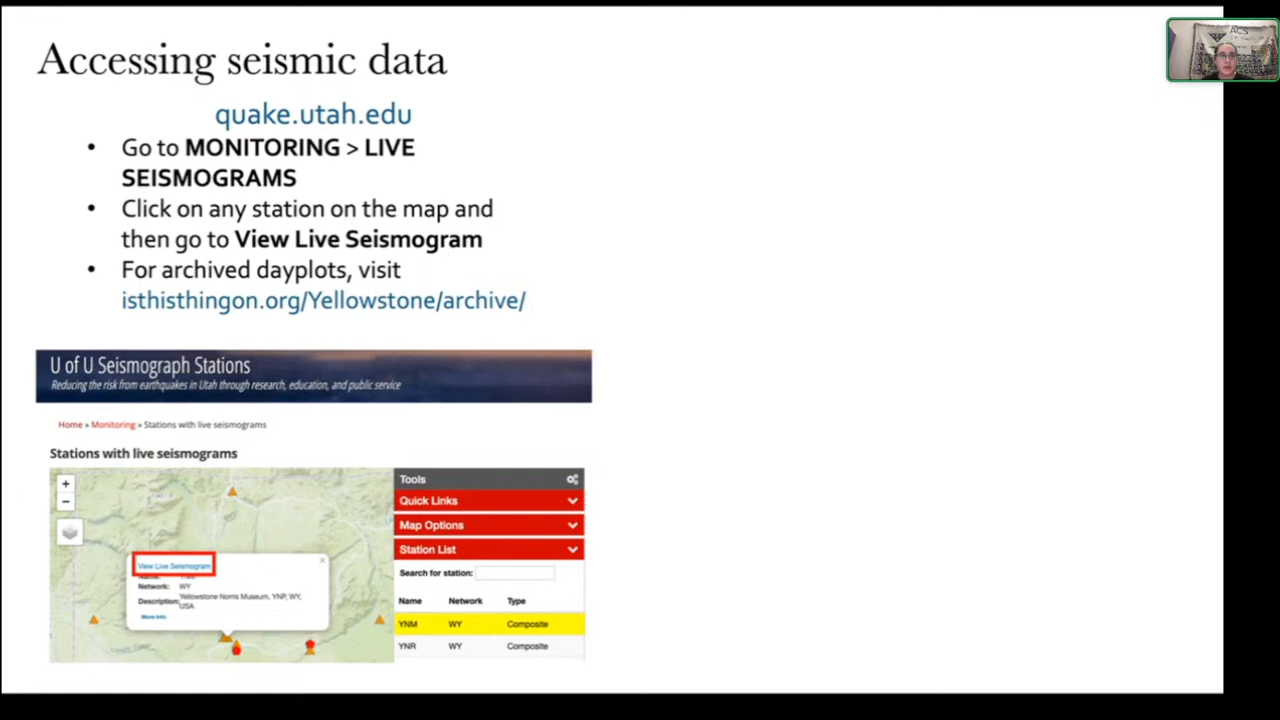 ACS
Accessing seismic data
quake.utah.edu
• Go to MONITORING > LIVE
SEISMOGRAMS
• Click on any station on the map and
then go to View Live Seismogram
• For archived dayplots, visit
isthisthingon.org/Yellowstone/archive/
U of U Seismograph Stations
Reducing the risk from earthquakes in Utah through research, education, and public service
Home » Monitoring » Stations with live seismograms
Stations with live seismograms
+
−
View Live Seismogram
×
Network: WY
Description: Yellowstone Norris Museum, YNP, WY,
USA
More Info
Tools
Quick Links
Map Options
Station List
Search for station:
Name Network Type
YNM WY Composite
YNR WY Composite